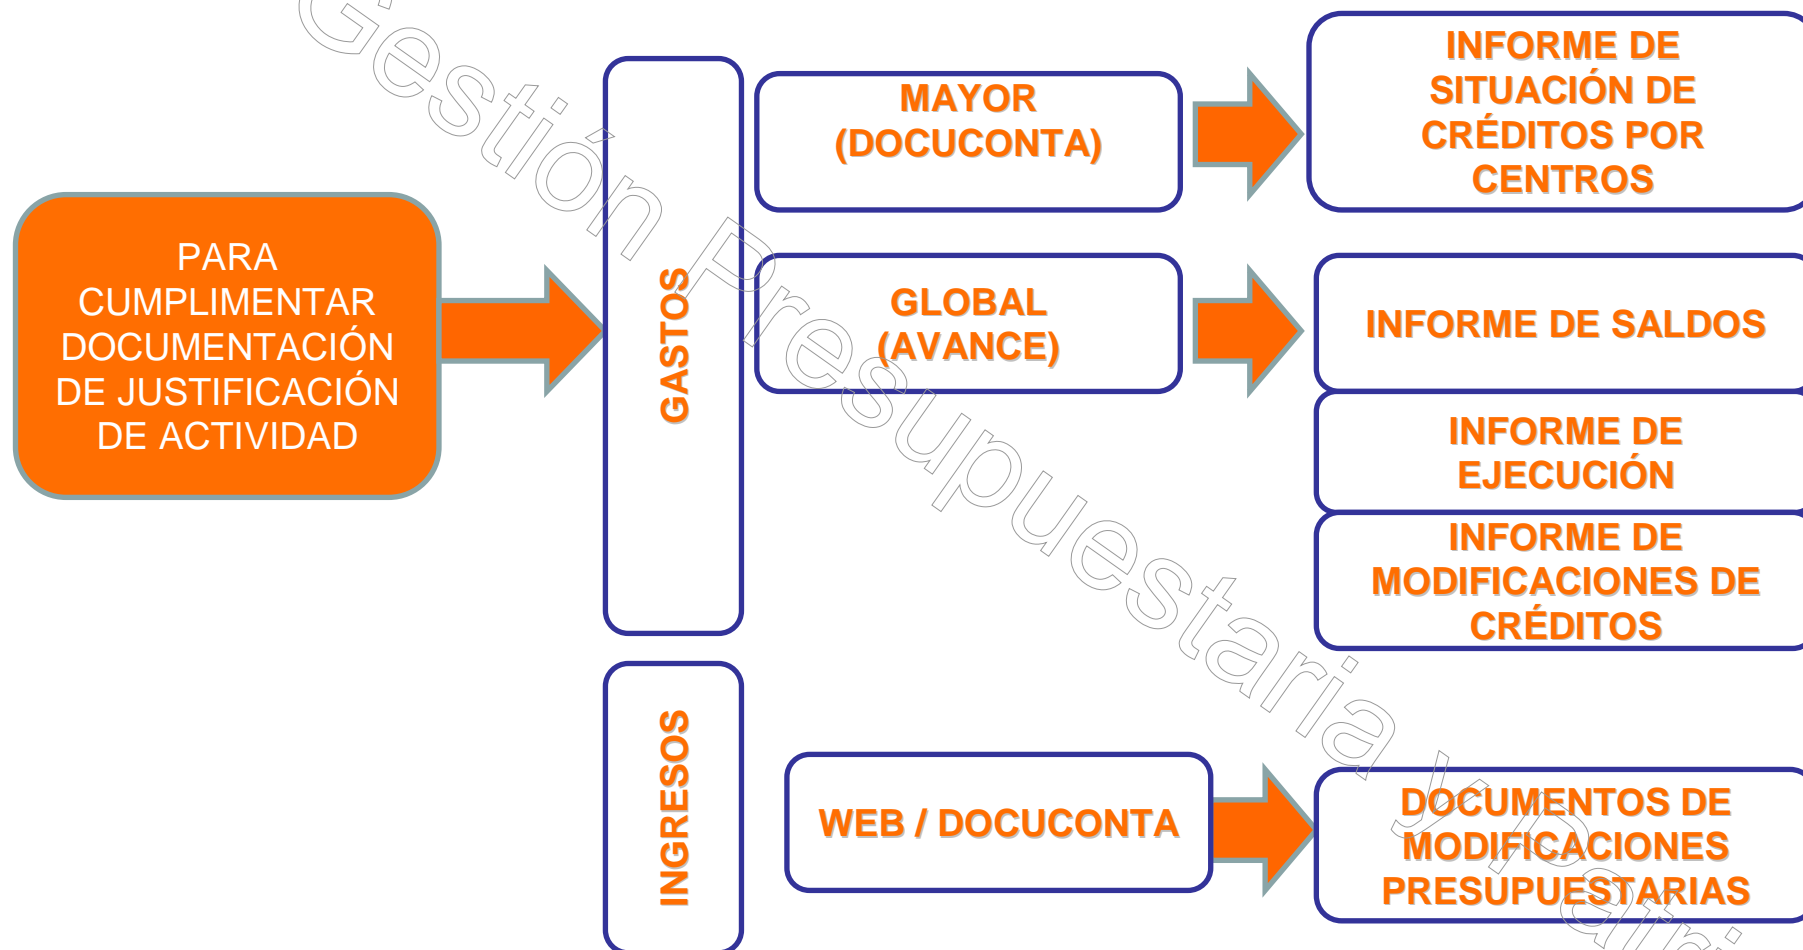 PARA
CUMPLIMENTAR
DOCUMENTACIÓN
DE JUSTIFICACIÓN
DE ACTIVIDAD
GASTOS
MAYOR
(DOCUCONTA)
INFORME DE
SITUACIÓN DE
CRÉDITOS POR
CENTROS
GLOBAL
(AVANCE)
INFORME DE SALDOS
INFORME DE
EJECUCIÓN
INFORME DE
MODIFICACIONES DE
CRÉDITOS
INGRESOS
WEB / DOCUCONTA
DOCUMENTOS DE
MODIFICACIONES
PRESUPUESTARIAS
Gestión Presupuestaria y Patri